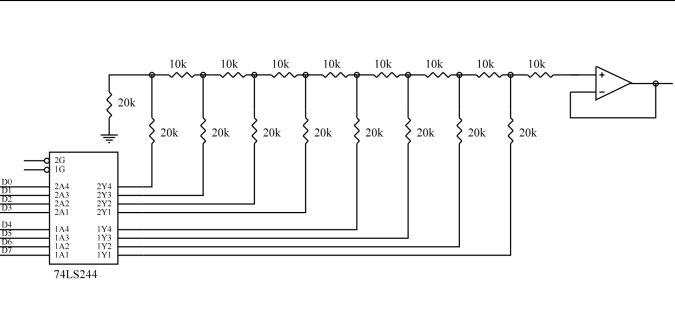 10k 10k 10k 10k 10k 10k 10k 10k
20k
20k 20k 20k 20k 20k 20k 20k 20k
2G
1G
D0 2A4 2Y4
D1 2A3 2Y3
D2 2A2 2Y2
D3 2A1 2Y1
D4 1A4 1Y4
D5 1A3 1Y3
D6 1A2 1Y2
D7 1A1 1Y1
74LS244